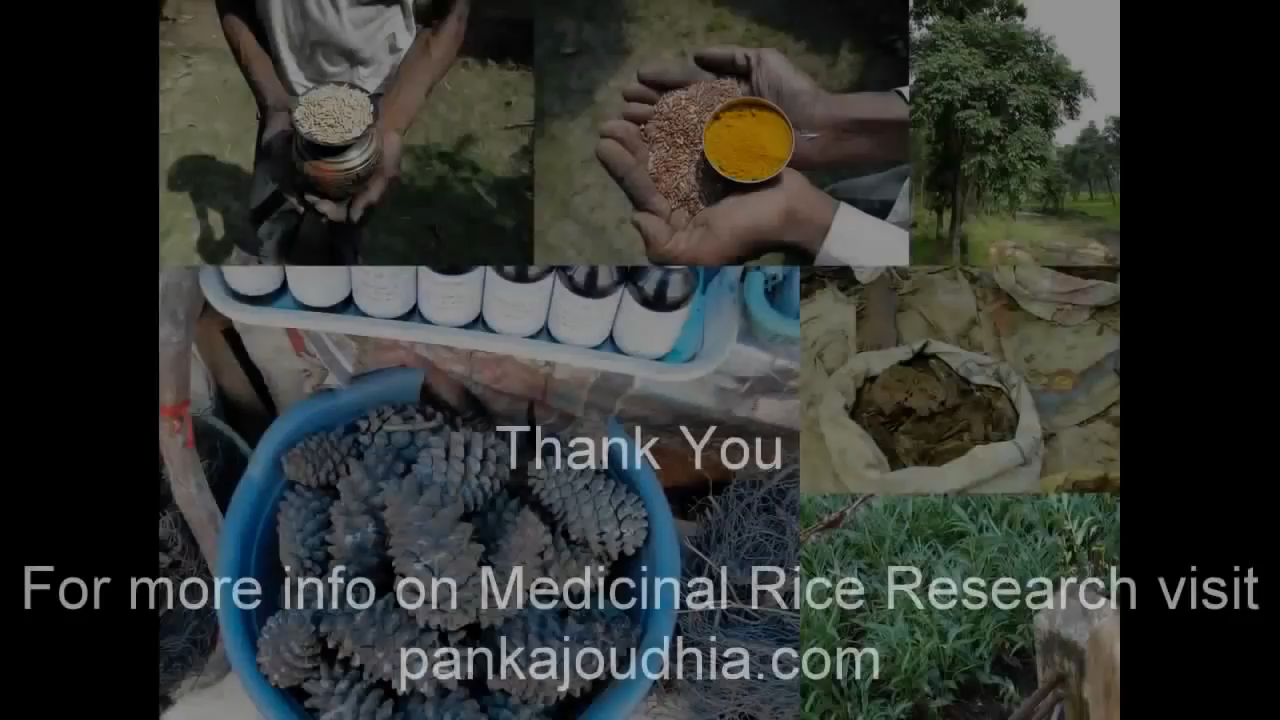 Thank You
For more info on Medicinal Rice Research visit
pankajoudhia.com